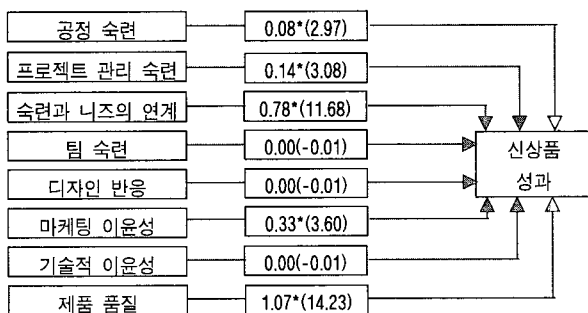 공정 숙련 0.08*(2.97)
프로젝트 관리 숙련 0.14*(3.08)
숙련과 니즈의 연계 0.78*(11.68)
팀 숙련 0.00(-0.01)
신상품
성과
디자인 반응 0.00(-0.01)
마케팅 이윤성 0.33*(3.60)
기술적 이윤성 0.00(-0.01)
제품 품질 1.07*(14.23)